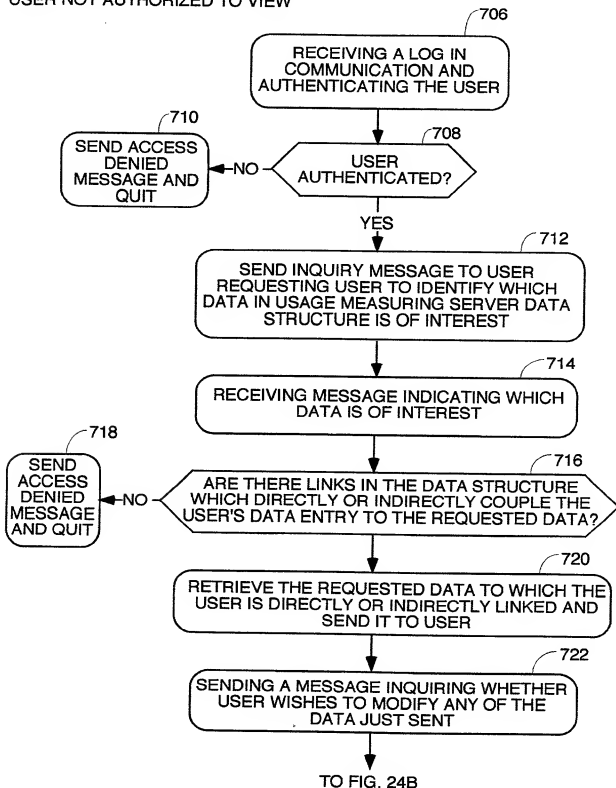 USER NOT AUTHORIZED TO VIEW
706
RECEIVING A LOG IN
COMMUNICATION AND
AUTHENTICATING THE USER
710
708
SEND ACCESS
DENIED
MESSAGE AND
QUIT
NO
USER
AUTHENTICATED?
YES
712
SEND INQUIRY MESSAGE TO USER
REQUESTING USER TO IDENTIFY WHICH
DATA IN USAGE MEASURING SERVER DATA
STRUCTURE IS OF INTEREST
714
RECEIVING MESSAGE INDICATING WHICH
DATA IS OF INTEREST
718
716
SEND
ACCESS
DENIED
MESSAGE
AND QUIT
NO
ARE THERE LINKS IN THE DATA STRUCTURE
WHICH DIRECTLY OR INDIRECTLY COUPLE THE
USER'S DATA ENTRY TO THE REQUESTED DATA?
720
RETRIEVE THE REQUESTED DATA TO WHICH THE
USER IS DIRECTLY OR INDIRECTLY LINKED AND
SEND IT TO USER
722
SENDING A MESSAGE INQUIRING WHETHER
USER WISHES TO MODIFY ANY OF THE
DATA JUST SENT
TO FIG. 24B